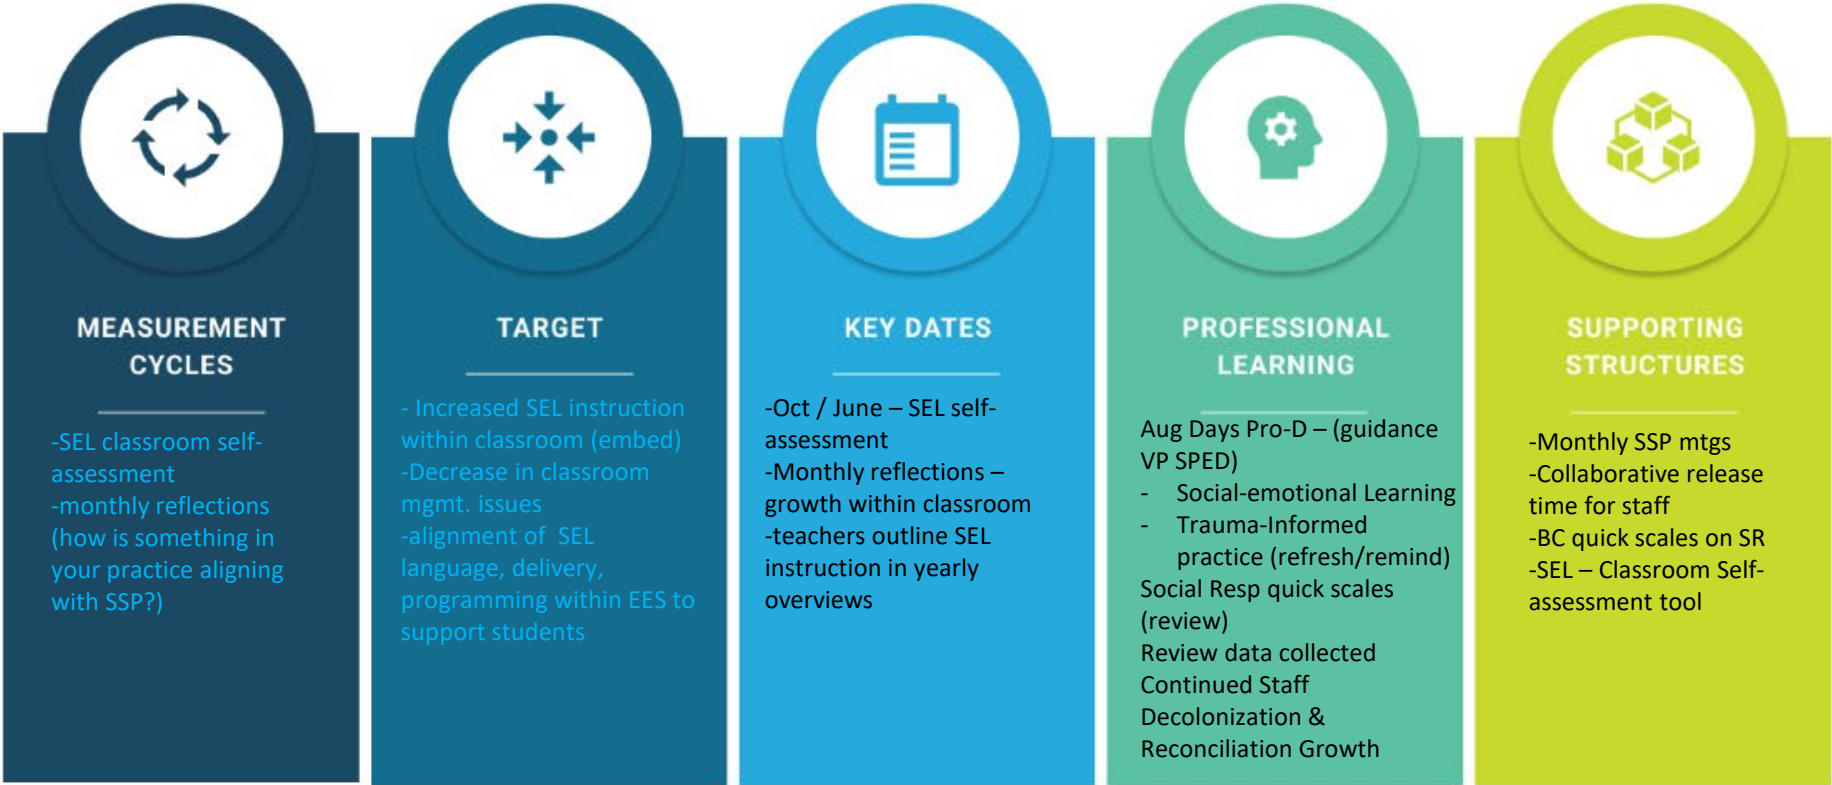 MEASUREMENT
CYCLES
-SEL classroom self-
assessment
-monthly reflections
(how is something in
your practice aligning
with SSP?)
TARGET
- Increased SEL instruction
within classroom (embed)
-Decrease in classroom
mgmt. issues
-alignment of  SEL
language, delivery,
programming within EES to
support students
KEY DATES
-Oct / June – SEL self-
assessment
-Monthly reflections –
growth within classroom
-teachers outline SEL
instruction in yearly
overviews
PROFESSIONAL
LEARNING
Aug Days Pro-D – (guidance
VP SPED)
- Social-emotional Learning
- Trauma-Informed
practice (refresh/remind)
Social Resp quick scales
(review)
Review data collected
Continued Staff
Decolonization &
Reconciliation Growth
SUPPORTING
STRUCTURES
-Monthly SSP mtgs
-Collaborative release
time for staff
-BC quick scales on SR
-SEL – Classroom Self-
assessment tool